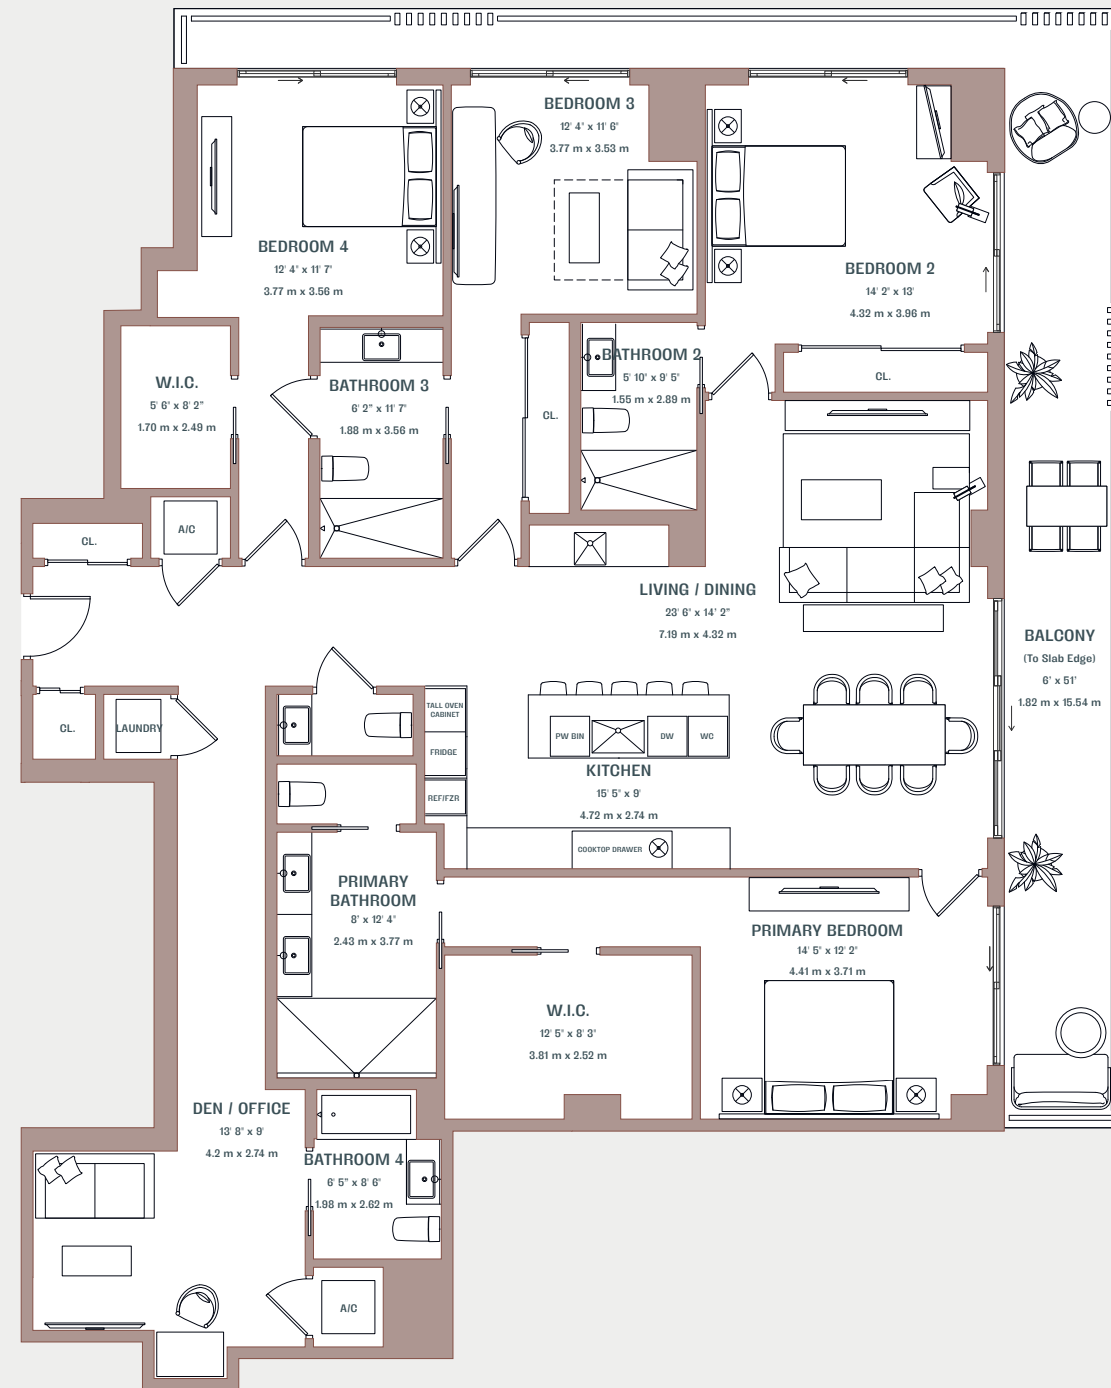 BEDROOM 3
12' 4" x 11' 6"
3.77 m x 3.53 m
BEDROOM 4
12' 4" x 11' 7"
3.77 m x 3.56 m
BEDROOM 2
14' 2" x 13'
4.32 m x 3.96 m
W.I.C.
5' 6" x 8' 2"
1.70 m x 2.49 m
BATHROOM 3
6' 2" x 11' 7"
1.88 m x 3.56 m
BATHROOM 2
5' 10" x 9' 5"
1.55 m x 2.89 m
CL.
CL.
A/C
CL.
LIVING / DINING
23' 6" x 14' 2"
7.19 m x 4.32 m
BALCONY
(To Slab Edge)
6' x 51'
1.82 m x 15.54 m
CL.
LAUNDRY
TALL OVEN
CABINET
FRIDGE
REF/FZR
PW BIN
DW
WC
KITCHEN
15' 5" x 9'
4.72 m x 2.74 m
COOKTOP DRAWER
PRIMARY
BATHROOM
8' x 12' 4"
2.43 m x 3.77 m
PRIMARY BEDROOM
14' 5" x 12' 2"
4.41 m x 3.71 m
W.I.C.
12' 5" x 8' 3"
3.81 m x 2.52 m
DEN / OFFICE
13' 8" x 9'
4.2 m x 2.74 m
BATHROOM 4
6' 5" x 8' 6"
1.98 m x 2.62 m
A/C